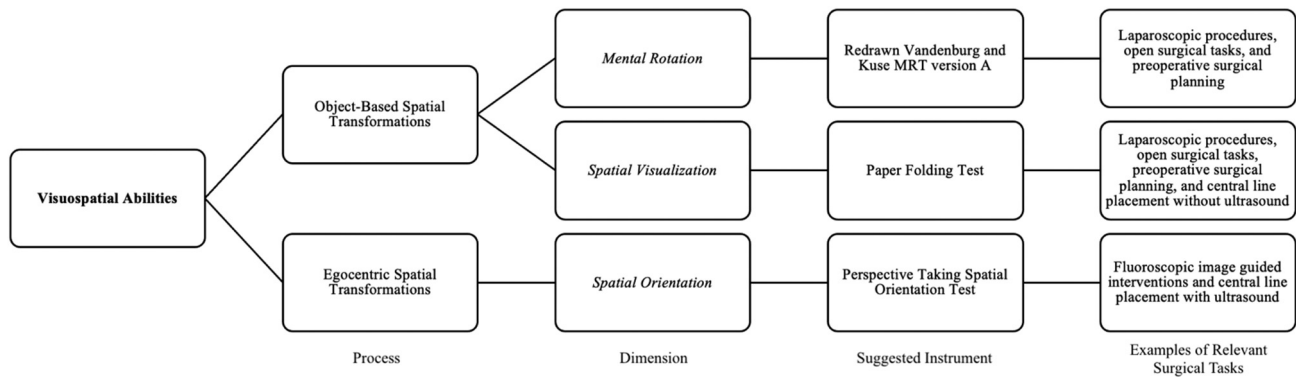 Visuospatial Abilities
Object-Based Spatial
Transformations
Egocentric Spatial
Transformations
Process
Mental Rotation
Spatial Visualization
Spatial Orientation
Dimension
Redrawn Vandenburg and
Kuse MRT version A
Paper Folding Test
Perspective Taking Spatial
Orientation Test
Suggested Instrument
Laparoscopic procedures,
open surgical tasks, and
preoperative surgical
planning
Laparoscopic procedures,
open surgical tasks,
preoperative surgical
planning, and central line
placement without ultrasound
Fluoroscopic image guided
interventions and central line
placement with ultrasound
Examples of Relevant
Surgical Tasks